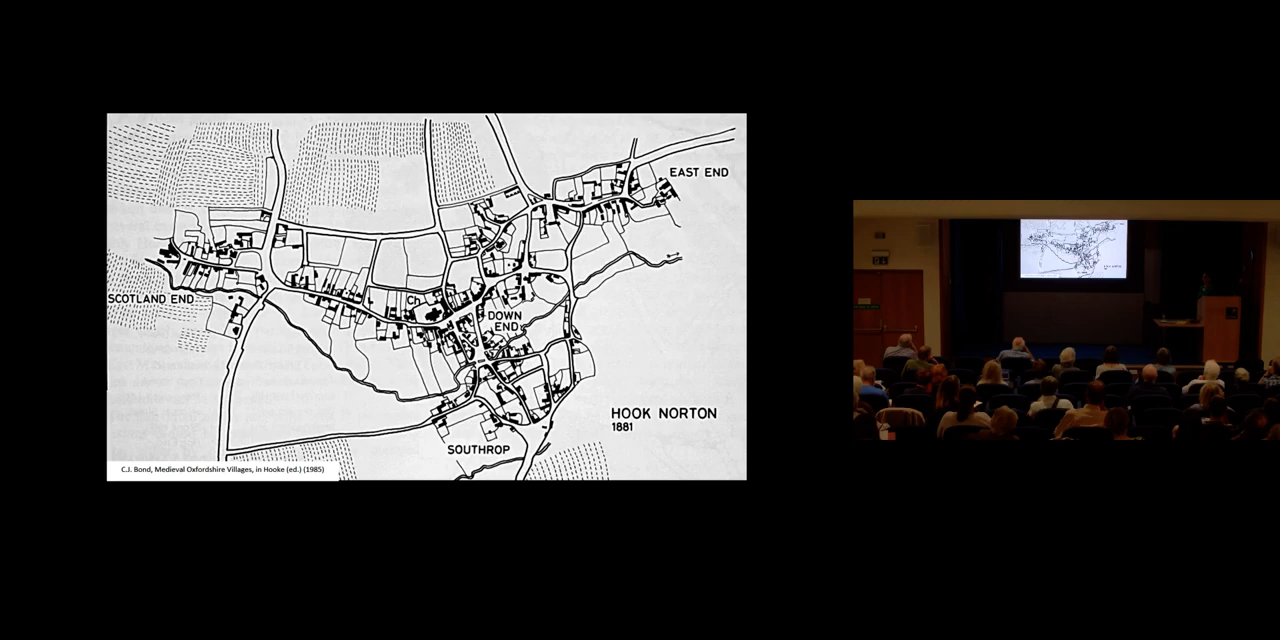 EAST END
SCOTLAND END
Ch
DOWN
END
HOOK NORTON
1881
SOUTHROP
C.J. Bond, Medieval Oxfordshire Villages, in Hooke (ed.) (1985)